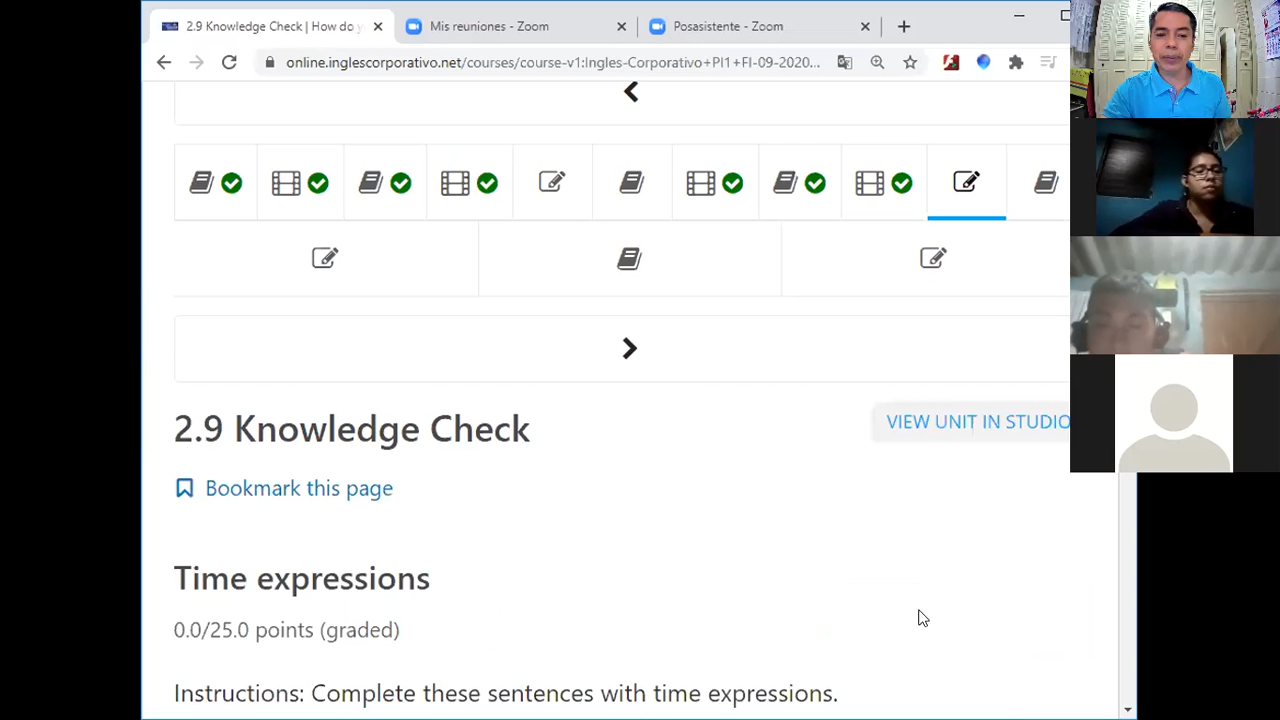 2.9 Knowledge Check | How do y
Mis reuniones - Zoom
Posasistente - Zoom
online.inglescorporativo.net/courses/course-v1:Ingles-Corporativo+PI1+FI-09-2020...
2.9 Knowledge Check
VIEW UNIT IN STUDIO
Bookmark this page
Time expressions
0.0/25.0 points (graded)
Instructions: Complete these sentences with time expressions.